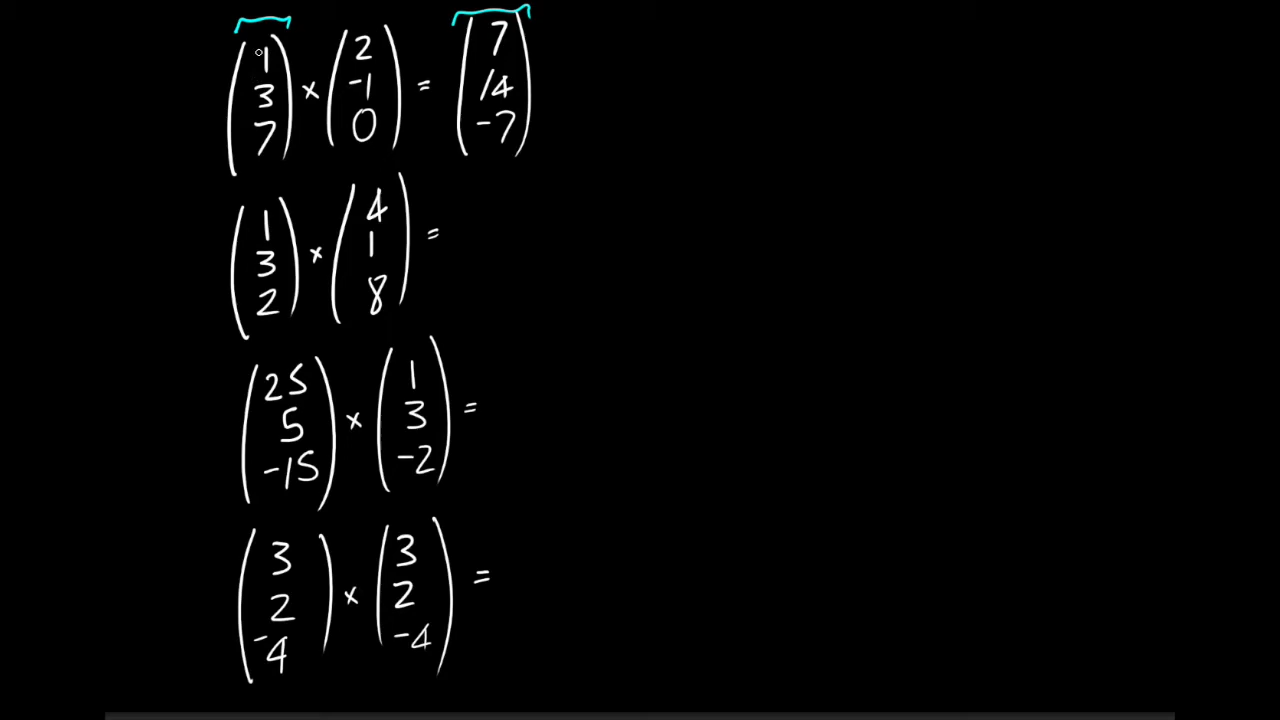 (1 3 7) × (2 -1 0) = (7 14 -7)
(1 3 2) × (4 1 8) =
(25 5 -15) × (1 3 -2) =
(3 2 -4) × (3 2 -4) =